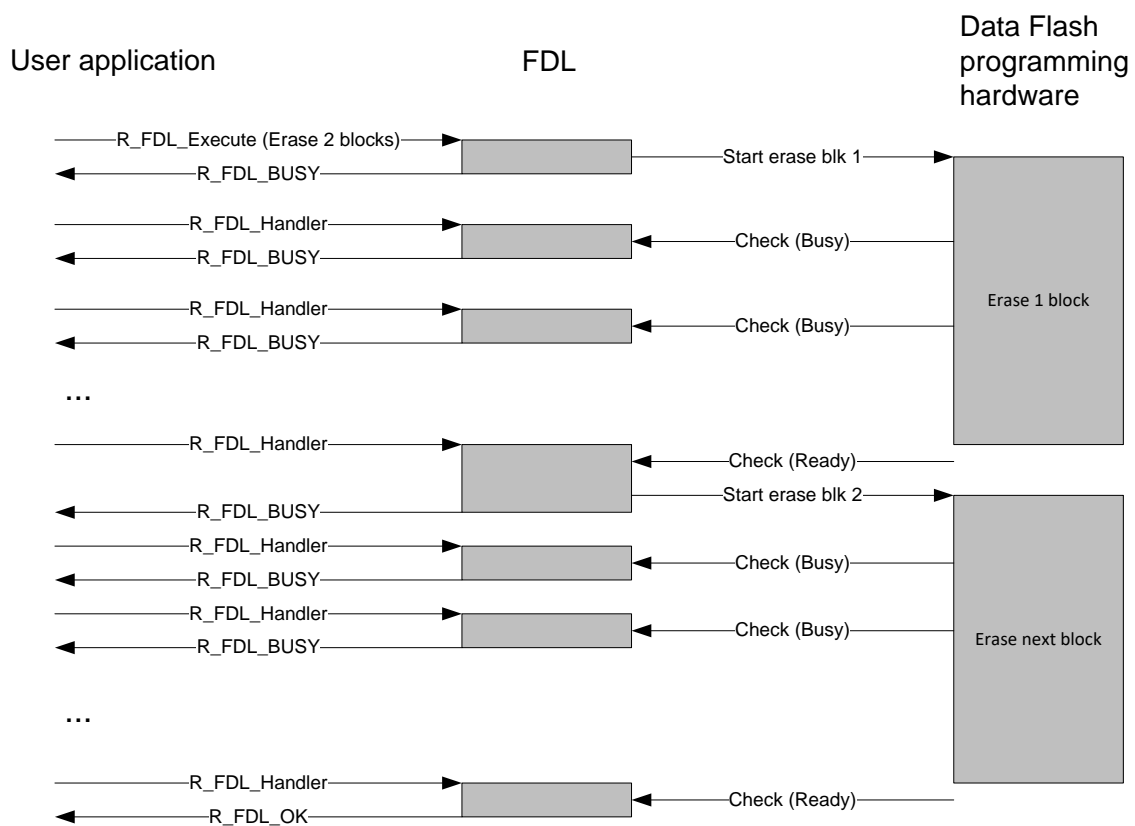 User application
FDL
Data Flash
programming
hardware
R_FDL_Execute (Erase 2 blocks)
Start erase blk 1
R_FDL_BUSY
R_FDL_Handler
Check (Busy)
R_FDL_BUSY
Erase 1 block
R_FDL_Handler
Check (Busy)
R_FDL_BUSY
...
R_FDL_Handler
Check (Ready)
Start erase blk 2
R_FDL_BUSY
R_FDL_Handler
Check (Busy)
R_FDL_BUSY
R_FDL_Handler
Check (Busy)
Erase next block
R_FDL_BUSY
...
R_FDL_Handler
Check (Ready)
R_FDL_OK